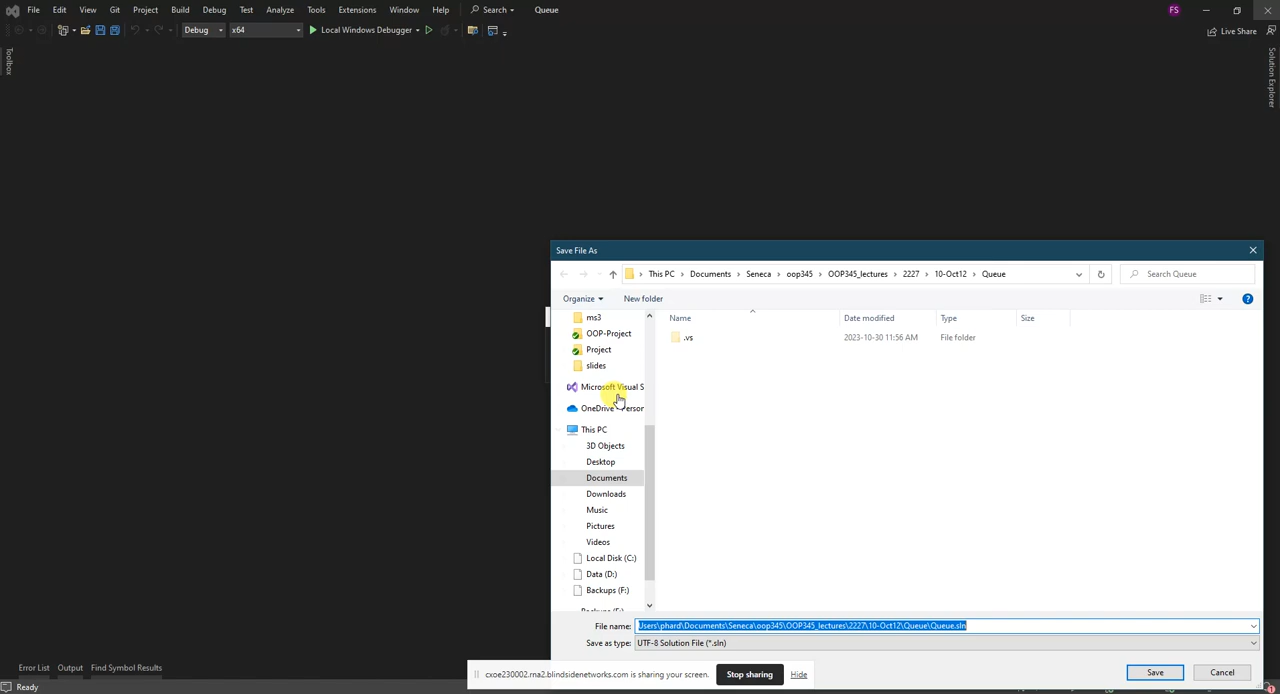 File Edit View Git Project Build Debug Test Analyze Tools Extensions Window Help Search Queue FS
Debug x64 Local Windows Debugger Live Share
Toolbox
Solution Explorer
Save File As
This PC › Documents › Seneca › oop345 › OOP345_lectures › 2227 › 10-Oct12 › Queue Search Queue
Organize New folder
Name Date modified Type Size
.vs 2023-10-30 11:56 AM File folder
ms3
OOP-Project
Project
slides
Microsoft Visual S
OneDrive - Person
This PC
3D Objects
Desktop
Documents
Downloads
Music
Pictures
Videos
Local Disk (C:)
Data (D:)
Backups (F:)
Backups (F:)
File name: Users\phard\Documents\Seneca\oop345\OOP345_lectures\2227\10-Oct12\Queue\Queue.sln
Save as type: UTF-8 Solution File (*.sln)
Save Cancel
Error List Output Find Symbol Results
cxoe230002.rna2.blindsidenetworks.com is sharing your screen. Stop sharing Hide
Ready